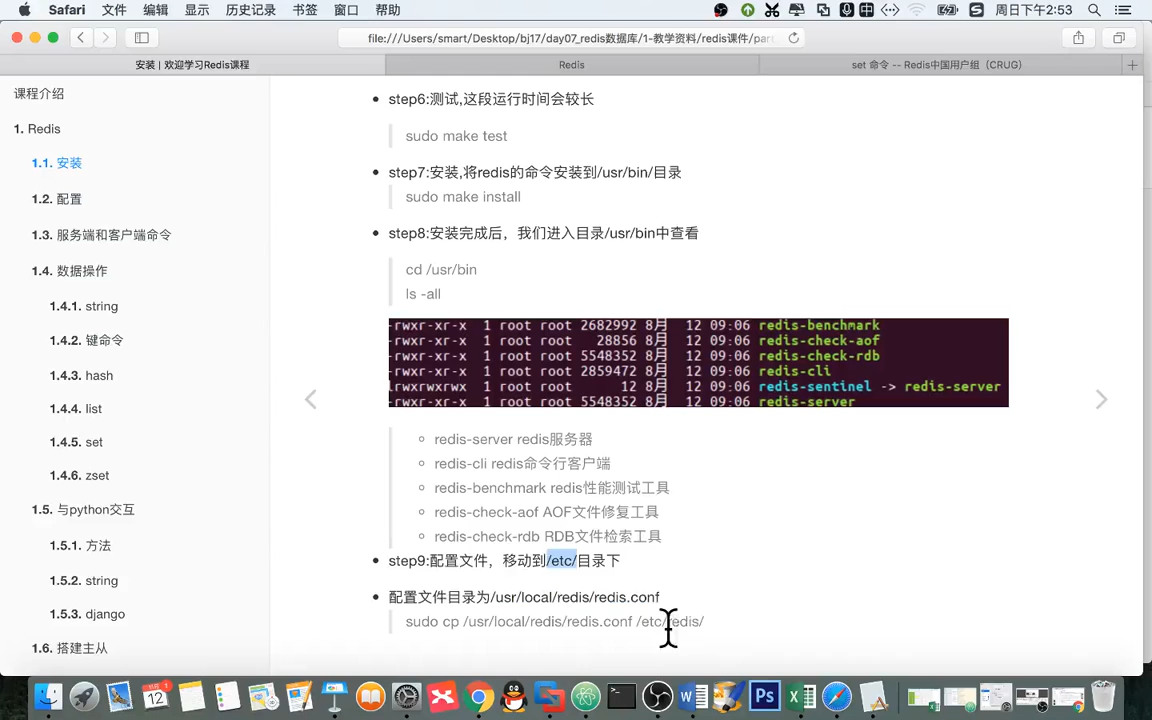 Safari 文件 编辑 显示 历史记录 书签 窗口 帮助 周日下午2:53
file:///Users/smart/Desktop/bj17/day07_redis数据库/1-教学资料/redis课件/par
安装 | 欢迎学习Redis课程 Redis set 命令 -- Redis中国用户组（CRUG）
课程介绍
1. Redis
1.1. 安装
1.2. 配置
1.3. 服务端和客户端命令
1.4. 数据操作
1.4.1. string
1.4.2. 键命令
1.4.3. hash
1.4.4. list
1.4.5. set
1.4.6. zset
1.5. 与python交互
1.5.1. 方法
1.5.2. string
1.5.3. django
1.6. 搭建主从
step6:测试,这段运行时间会较长
sudo make test
step7:安装,将redis的命令安装到/usr/bin/目录
sudo make install
step8:安装完成后，我们进入目录/usr/bin中查看
cd /usr/bin
ls -all
-rwxr-xr-x 1 root root 2682992 8月 12 09:06 redis-benchmark
-rwxr-xr-x 1 root root 28856 8月 12 09:06 redis-check-aof
-rwxr-xr-x 1 root root 5548352 8月 12 09:06 redis-check-rdb
-rwxr-xr-x 1 root root 2859472 8月 12 09:06 redis-cli
lrwxrwxrwx 1 root root 12 8月 12 09:06 redis-sentinel -> redis-server
-rwxr-xr-x 1 root root 5548352 8月 12 09:06 redis-server
redis-server redis服务器
redis-cli redis命令行客户端
redis-benchmark redis性能测试工具
redis-check-aof AOF文件修复工具
redis-check-rdb RDB文件检索工具
step9:配置文件，移动到/etc/目录下
配置文件目录为/usr/local/redis/redis.conf
sudo cp /usr/local/redis/redis.conf /etc/redis/